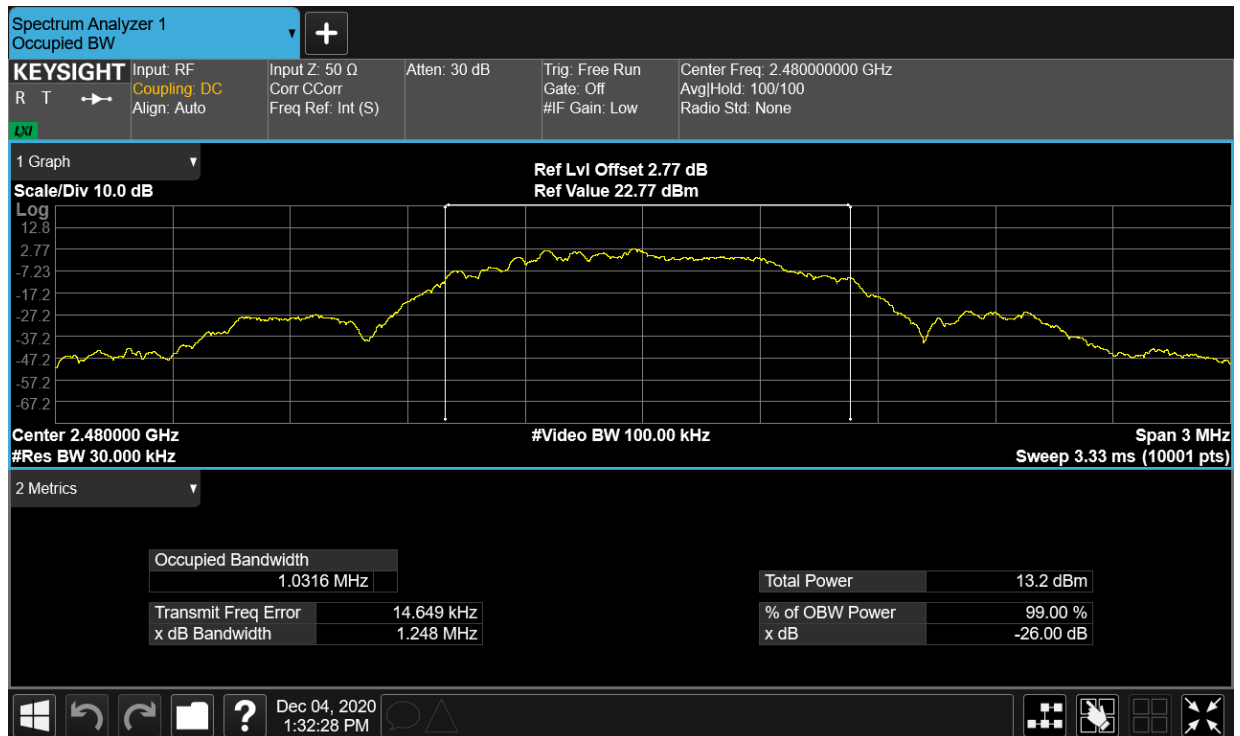 Spectrum Analyzer 1
Occupied BW
KEYSIGHT
R T
LXI
Input: RF
Coupling: DC
Align: Auto
Input Z: 50 Ω
Corr CCorr
Freq Ref: Int (S)
Atten: 30 dB
Trig: Free Run
Gate: Off
#IF Gain: Low
Center Freq: 2.480000000 GHz
Avg|Hold: 100/100
Radio Std: None
1 Graph
Scale/Div 10.0 dB
Ref Lvl Offset 2.77 dB
Ref Value 22.77 dBm
Log
12.8
2.77
-7.23
-17.2
-27.2
-37.2
-47.2
-57.2
-67.2
Center 2.480000 GHz
#Video BW 100.00 kHz
Span 3 MHz
#Res BW 30.000 kHz
Sweep 3.33 ms (10001 pts)
2 Metrics
Occupied Bandwidth
1.0316 MHz
Total Power 13.2 dBm
Transmit Freq Error 14.649 kHz
% of OBW Power 99.00 %
x dB Bandwidth 1.248 MHz
x dB -26.00 dB
?
Dec 04, 2020
1:32:28 PM